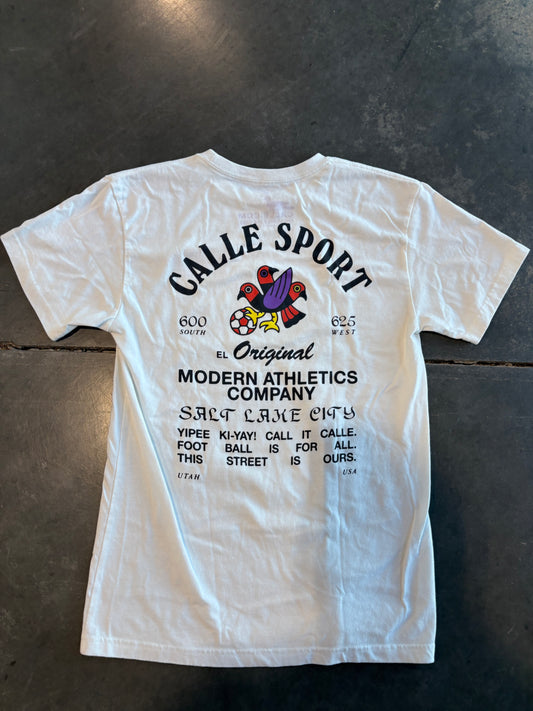 CALLE SPORT
600 625
SOUTH WEST
EL Original
MODERN ATHLETICS
COMPANY
SALT LAKE CITY
YIPEE KI-YAY! CALL IT CALLE.
FOOT BALL IS FOR ALL.
THIS STREET IS OURS.
UTAH USA